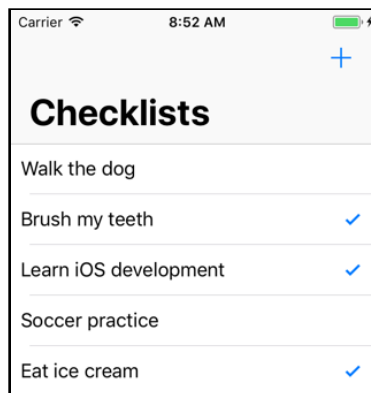 Carrier 8:52 AM
Checklists
Walk the dog
Brush my teeth
Learn iOS development
Soccer practice
Eat ice cream